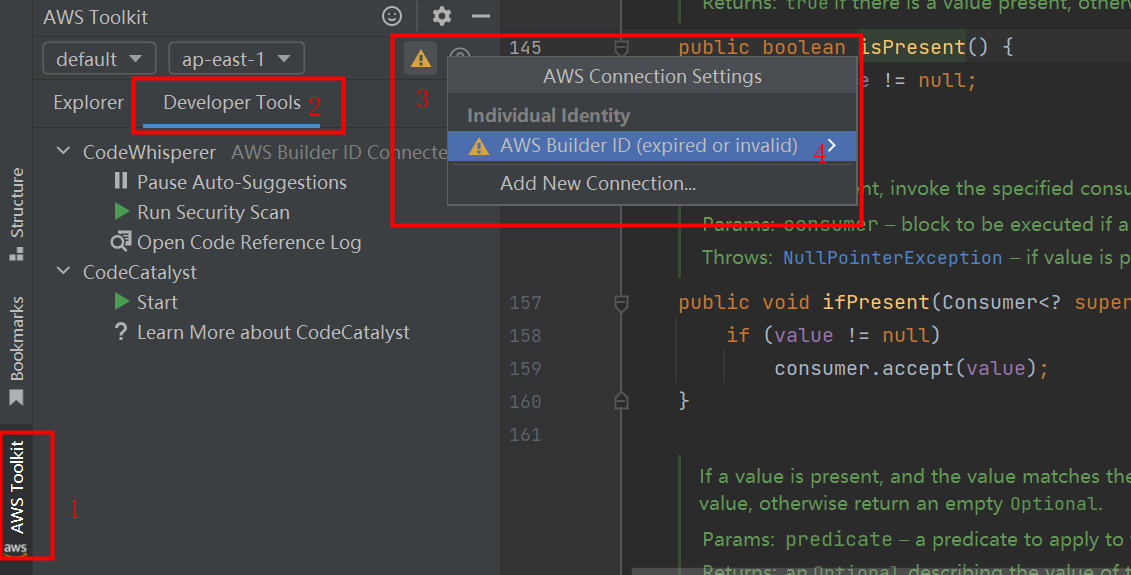 AWS Toolkit
default
ap-east-1
Explorer
Developer Tools
2
CodeWhisperer AWS Builder ID Connecte
Pause Auto-Suggestions
Run Security Scan
Open Code Reference Log
CodeCatalyst
Start
? Learn More about CodeCatalyst
Structure
Bookmarks
AWS Toolkit
aws
1
3
AWS Connection Settings
Individual Identity
AWS Builder ID (expired or invalid)
4
Add New Connection...
Returns: true if there is a value present, otherw
145 public boolean isPresent() {
!= null;
nt, invoke the specified consu
Params: consumer – block to be executed if a
Throws: NullPointerException – if value is p
157 public void ifPresent(Consumer<? super
158 if (value != null)
159 consumer.accept(value);
160 }
161
If a value is present, and the value matches the
value, otherwise return an empty Optional.
Params: predicate – a predicate to apply to
Returns: an Optional describing the value of t